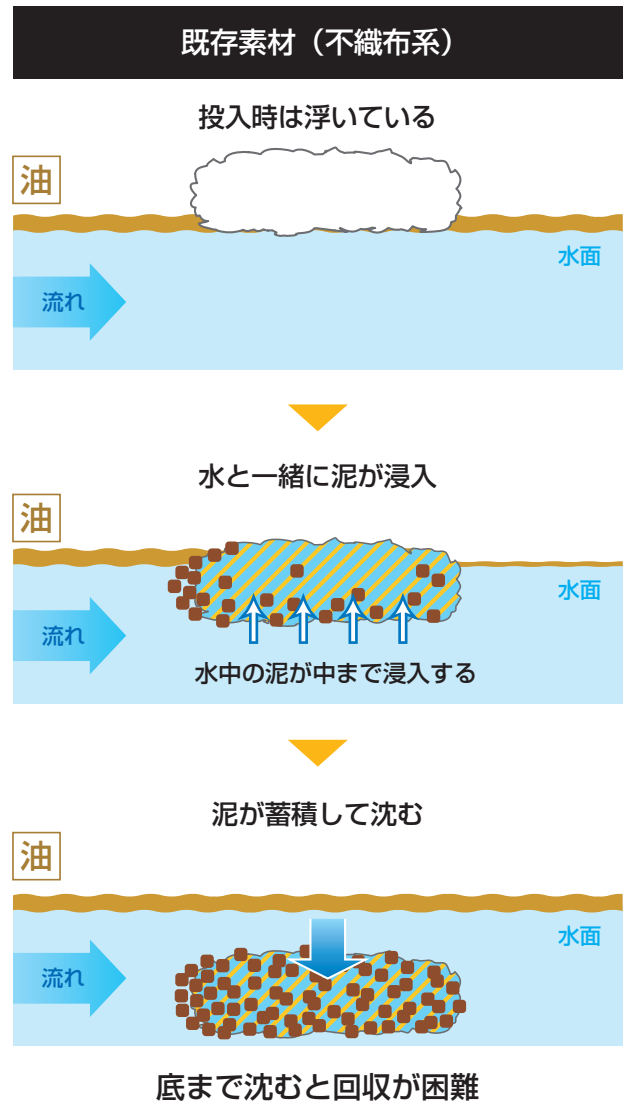 既存素材（不織布系）
投入時は浮いている
油
水面
流れ
水と一緒に泥が浸入
油
水面
流れ
水中の泥が中まで浸入する
泥が蓄積して沈む
油
水面
流れ
底まで沈むと回収が困難